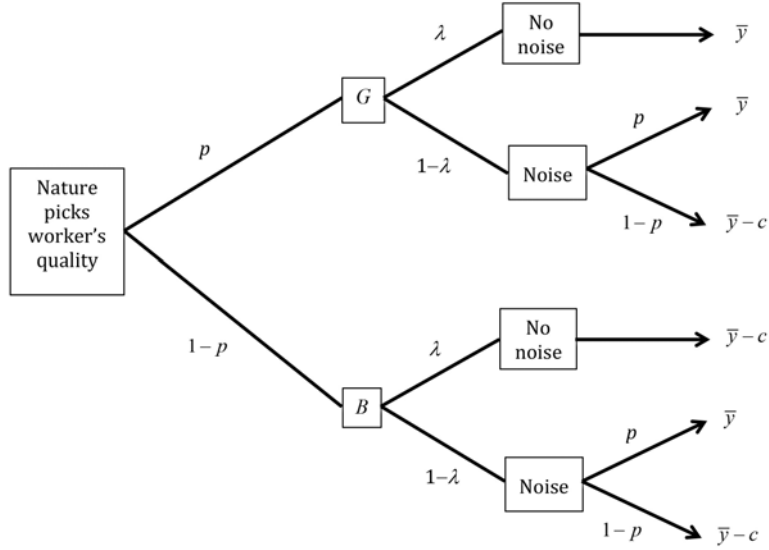 No
noise
λ
ȳ
G
p
ȳ
p
1−λ
Noise
1− p
ȳ − c
Nature
picks
worker's
quality
No
noise
λ
ȳ − c
1− p
B
p
ȳ
1−λ
Noise
1− p
ȳ − c